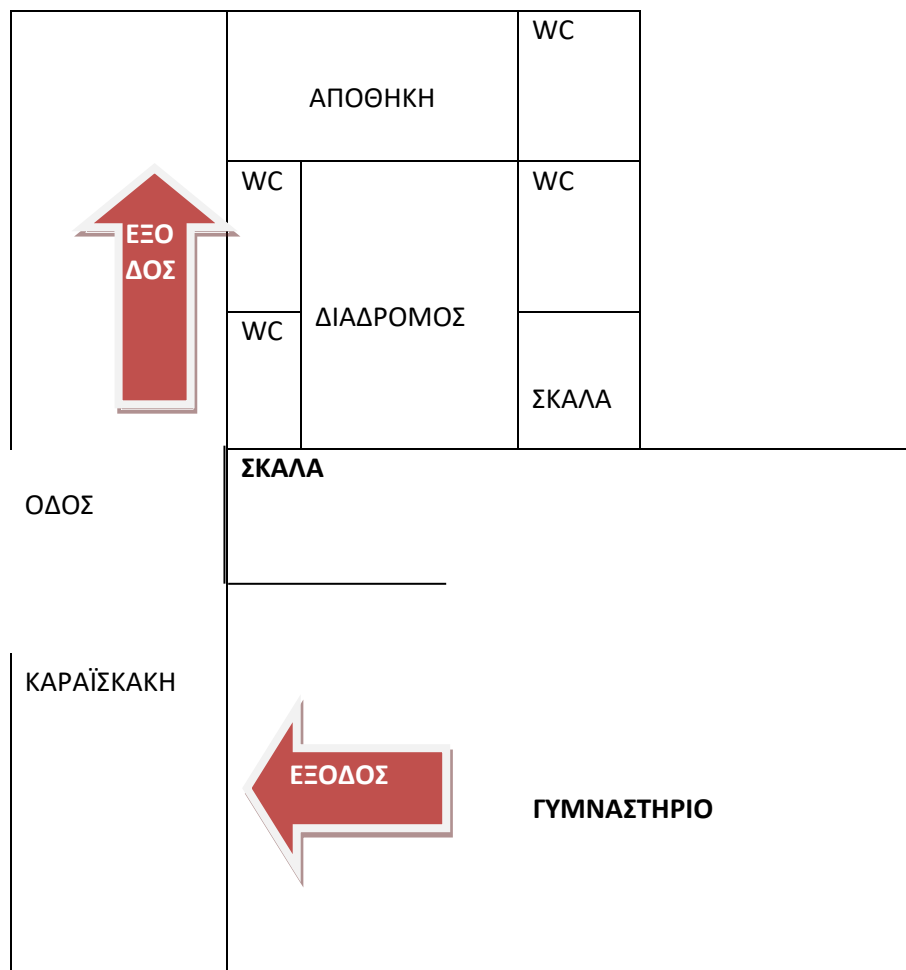 WC
ΑΠΟΘΗΚΗ
WC
WC
ΕΞΟ
ΔΟΣ
ΔΙΑΔΡΟΜΟΣ
WC
ΣΚΑΛΑ
ΣΚΑΛΑ
ΟΔΟΣ
ΚΑΡΑΪΣΚΑΚΗ
ΕΞΟΔΟΣ
ΓΥΜΝΑΣΤΗΡΙΟ